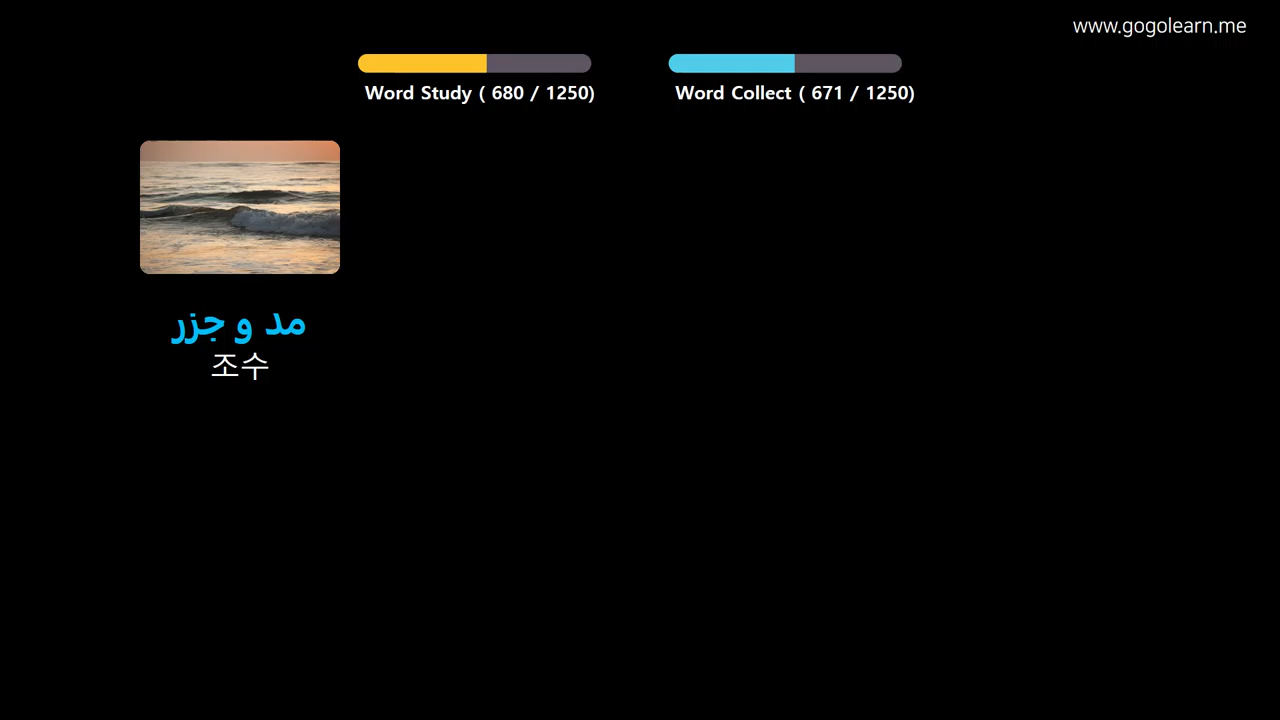 www.gogolearn.me
Word Study ( 680 / 1250)
Word Collect ( 671 / 1250)
مد و جزر
조수